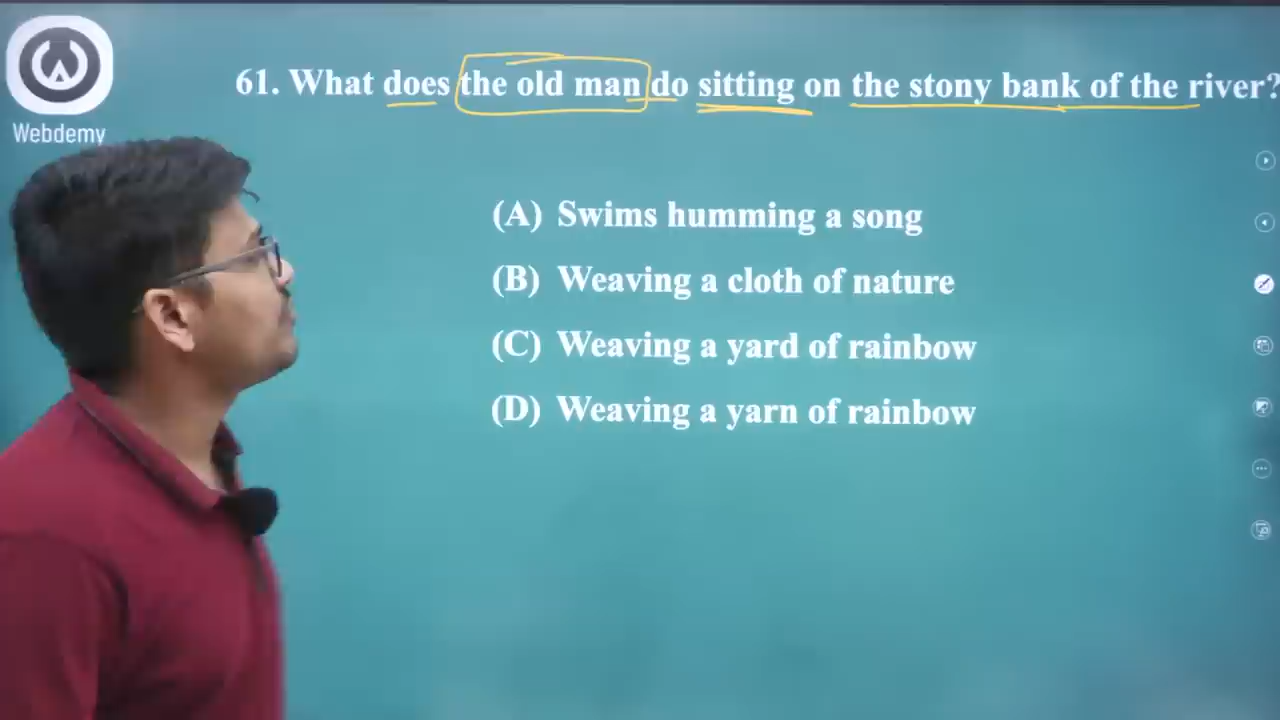 Webdemy
61. What does the old man do sitting on the stony bank of the river?
(A) Swims humming a song
(B) Weaving a cloth of nature
(C) Weaving a yard of rainbow
(D) Weaving a yarn of rainbow